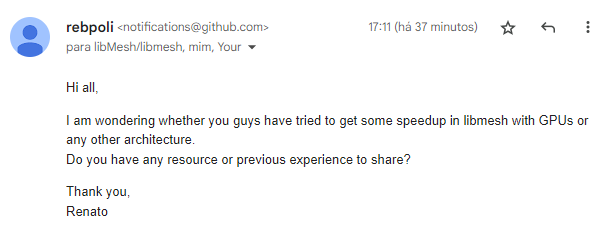 rebpoli <notifications@github.com> 17:11 (há 37 minutos)
para libMesh/libmesh, mim, Your
Hi all,
I am wondering whether you guys have tried to get some speedup in libmesh with GPUs or
any other architecture.
Do you have any resource or previous experience to share?
Thank you,
Renato